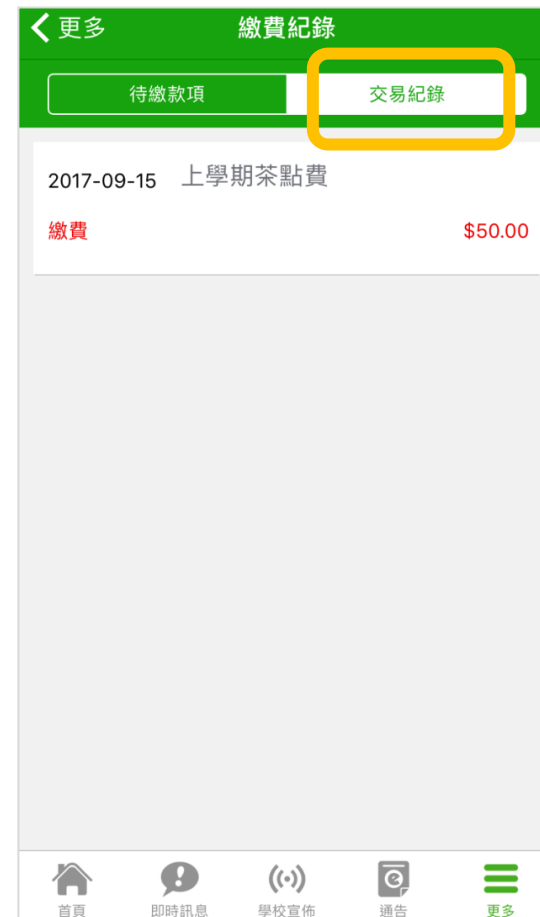 更多 繳費紀錄
待繳款項 交易紀錄
2017-09-15 上學期茶點費
繳費 $50.00
首頁 即時訊息 學校宣佈 通告 更多